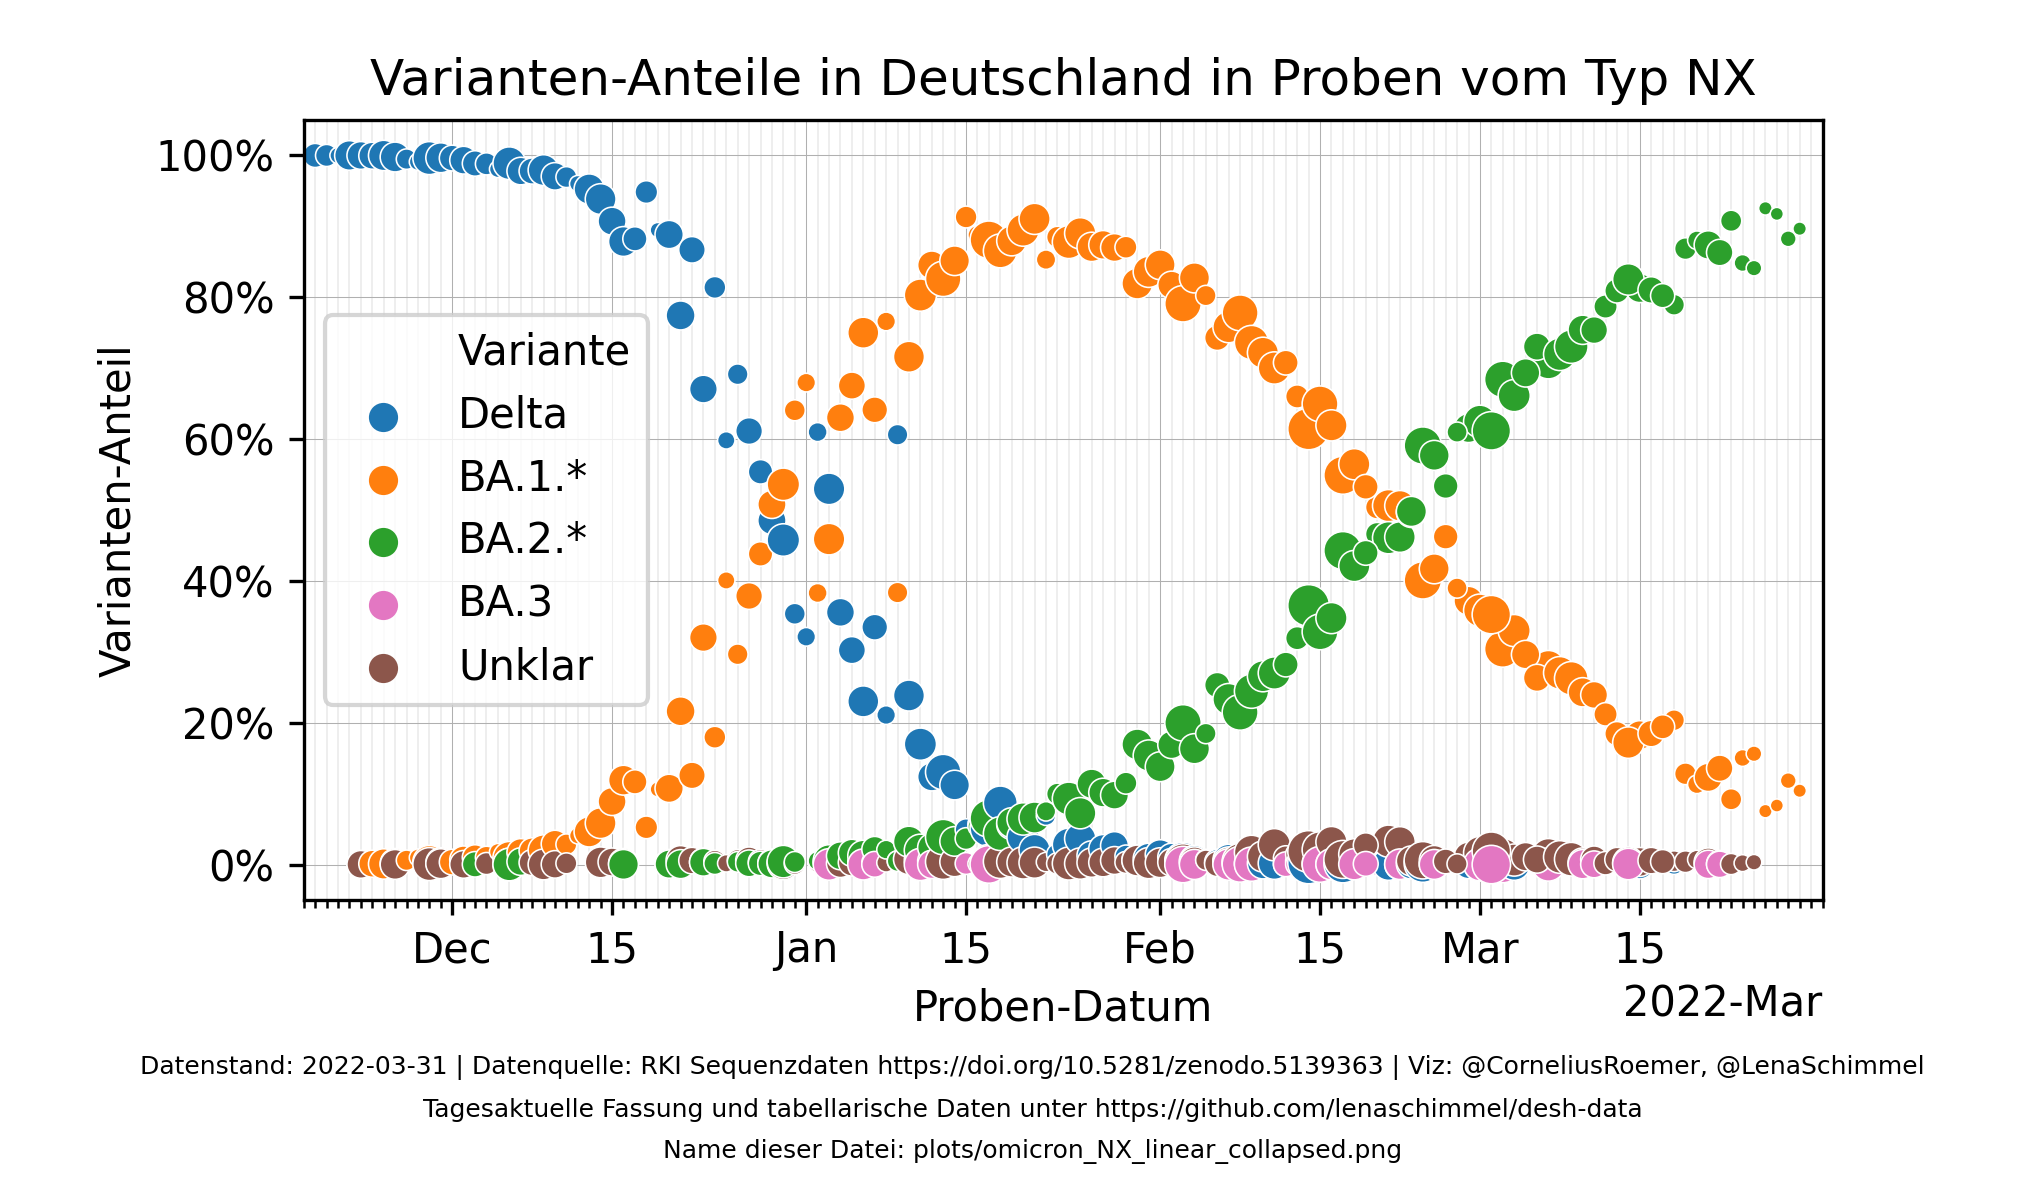 Varianten-Anteile in Deutschland in Proben vom Typ NX
Varianten-Anteil
100%
80%
60%
40%
20%
0%
Variante
Delta
BA.1.*
BA.2.*
BA.3
Unklar
Dec 15 Jan 15 Feb 15 Mar 15
Proben-Datum
2022-Mar
Datenstand: 2022-03-31 | Datenquelle: RKI Sequenzdaten https://doi.org/10.5281/zenodo.5139363 | Viz: @CorneliusRoemer, @LenaSchimmel
Tagesaktuelle Fassung und tabellarische Daten unter https://github.com/lenaschimmel/desh-data
Name dieser Datei: plots/omicron_NX_linear_collapsed.png